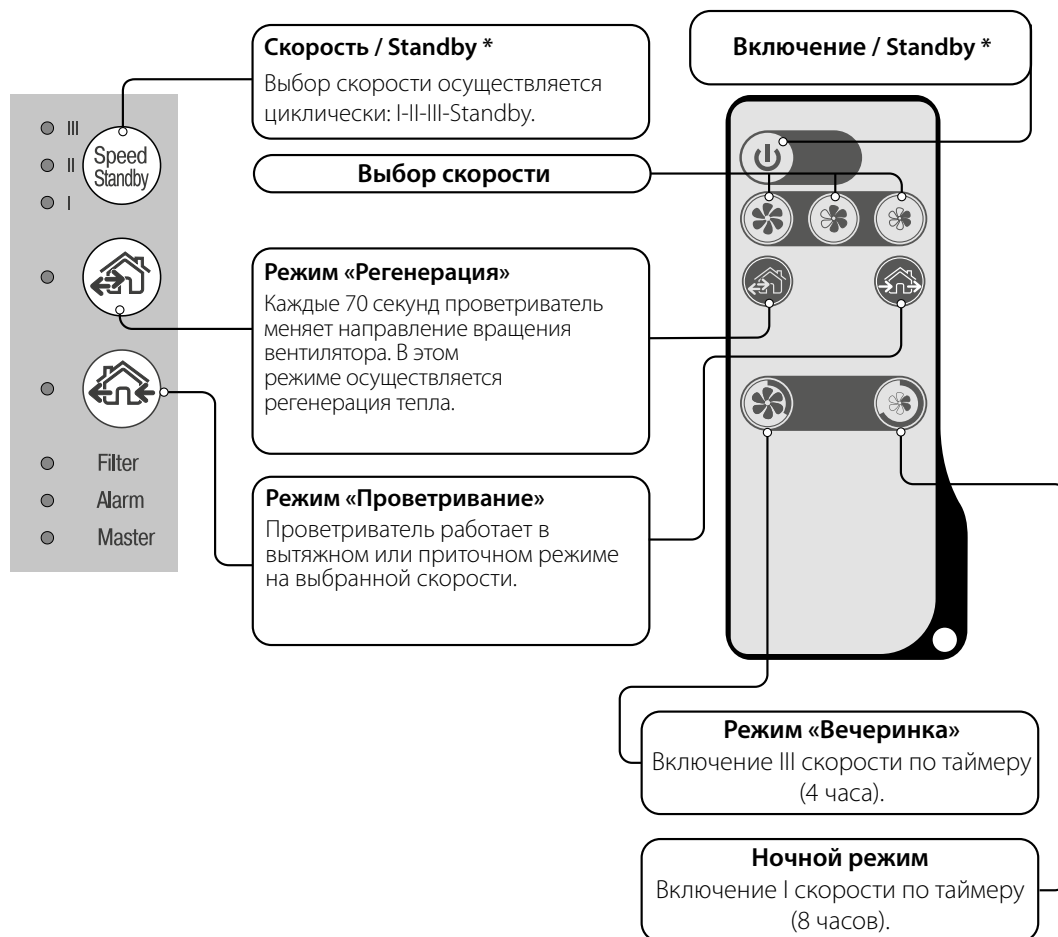 Скорость / Standby *
Выбор скорости осуществляется
циклически: I-II-III-Standby.
Включение / Standby *
III
II
I
Speed
Standby
Выбор скорости
Режим «Регенерация»
Каждые 70 секунд проветриватель
меняет направление вращения
вентилятора. В этом
режиме осуществляется
регенерация тепла.
Filter
Alarm
Master
Режим «Проветривание»
Проветриватель работает в
вытяжном или приточном режиме
на выбранной скорости.
Режим «Вечеринка»
Включение III скорости по таймеру
(4 часа).
Ночной режим
Включение I скорости по таймеру
(8 часов).